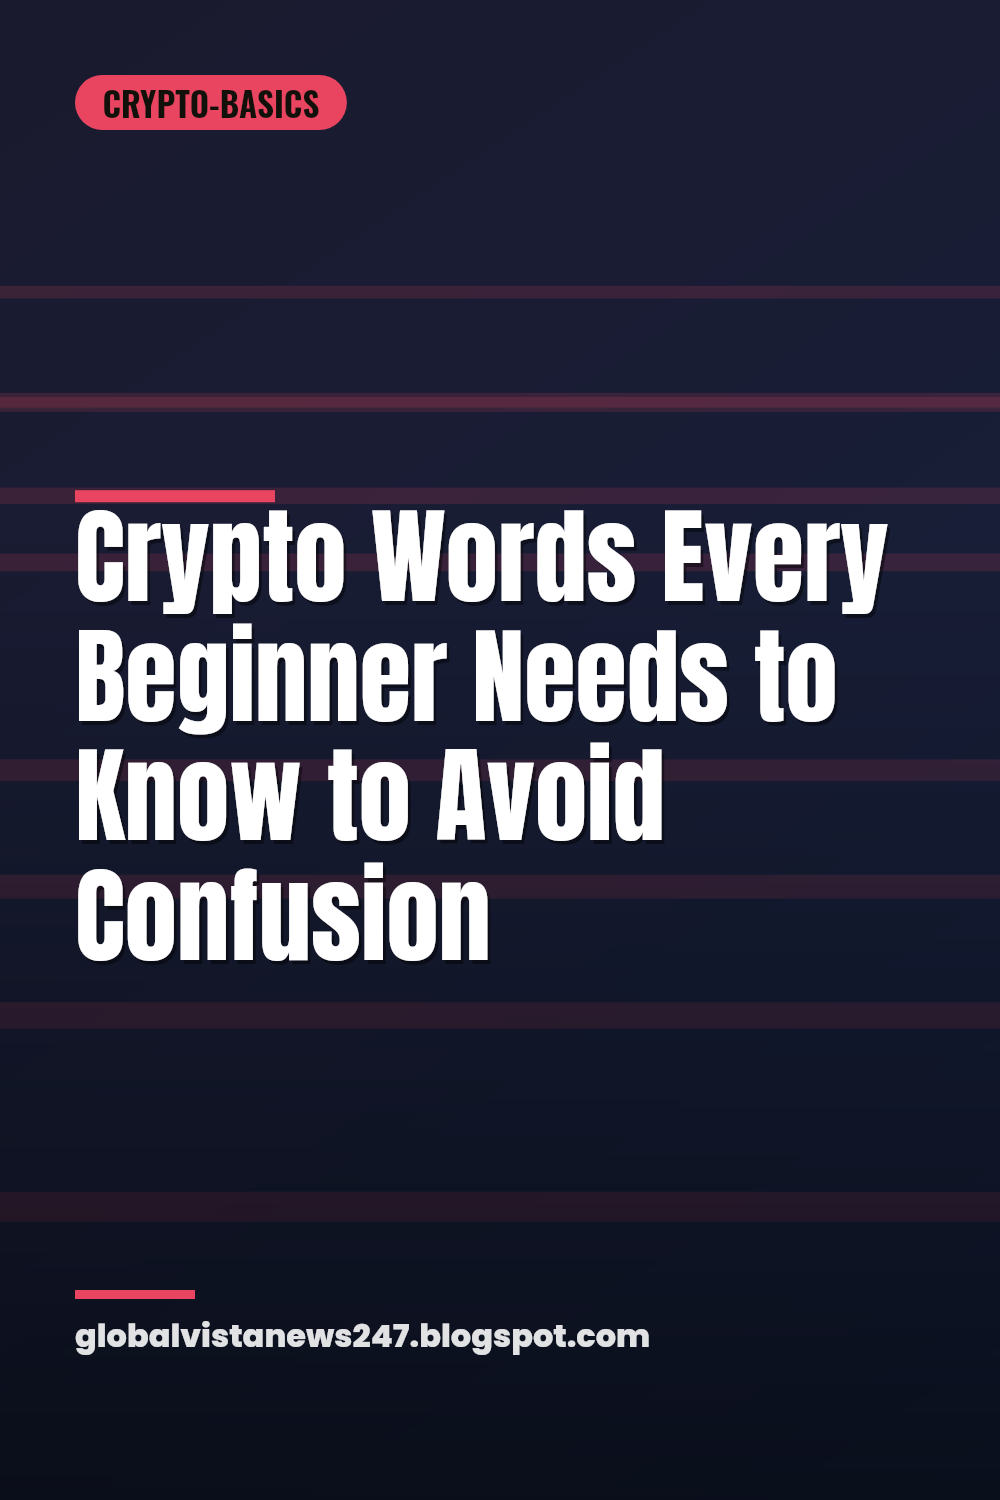 CRYPTO-BASICS
Crypto Words Every
Beginner Needs to
Know to Avoid
Confusion
globalvistanews247.blogspot.com